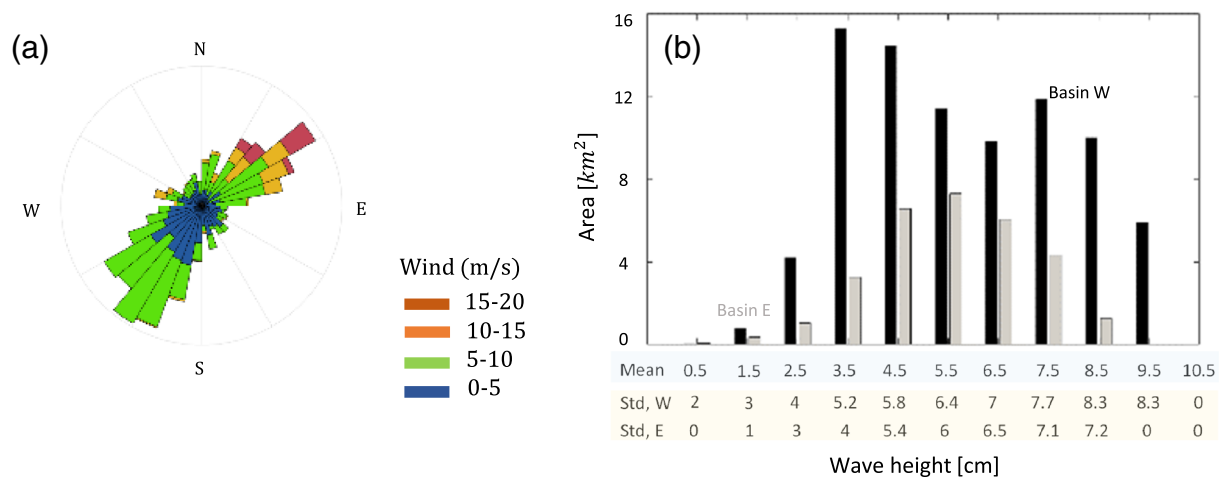 (a)
N
W
E
S
Wind (m/s)
15-20
10-15
5-10
0-5
(b)
16
12
8
4
0
Area [km²]
Basin W
Basin E
Mean 0.5 1.5 2.5 3.5 4.5 5.5 6.5 7.5 8.5 9.5 10.5
Std, W 2 3 4 5.2 5.8 6.4 7 7.7 8.3 8.3 0
Std, E 0 1 3 4 5.4 6 6.5 7.1 7.2 0 0
Wave height [cm]